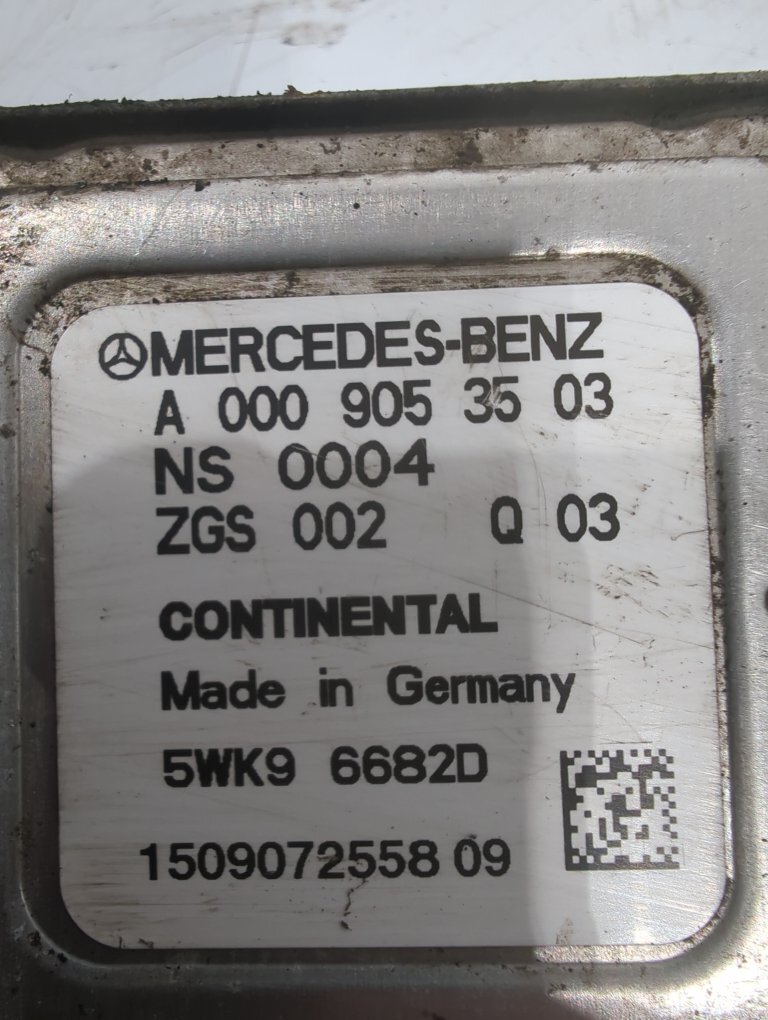 MERCEDES-BENZ
A 000 905 35 03
NS 0004
ZGS 002 Q 03
CONTINENTAL
Made in Germany
5WK9 6682D
1509072558 09